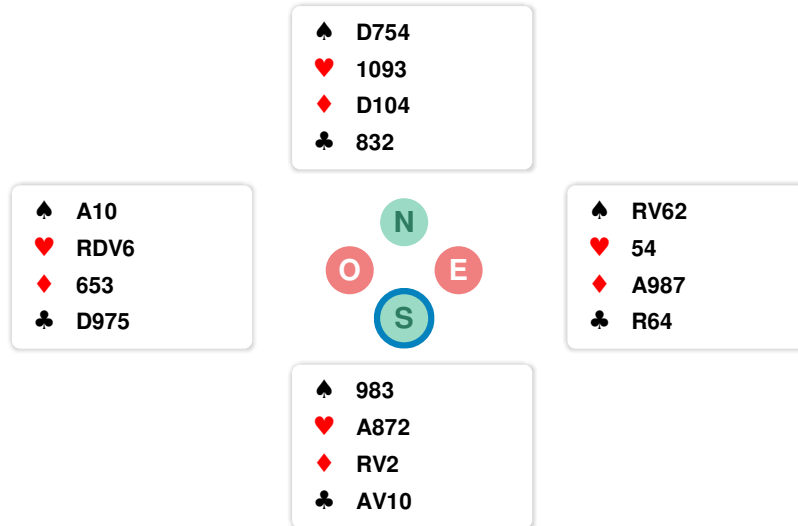 ♠ D754
♥ 1093
♦ D104
♣ 832
♠ A10
♥ RDV6
♦ 653
♣ D975
N
O E
S
♠ RV62
♥ 54
♦ A987
♣ R64
♠ 983
♥ A872
♦ RV2
♣ AV10